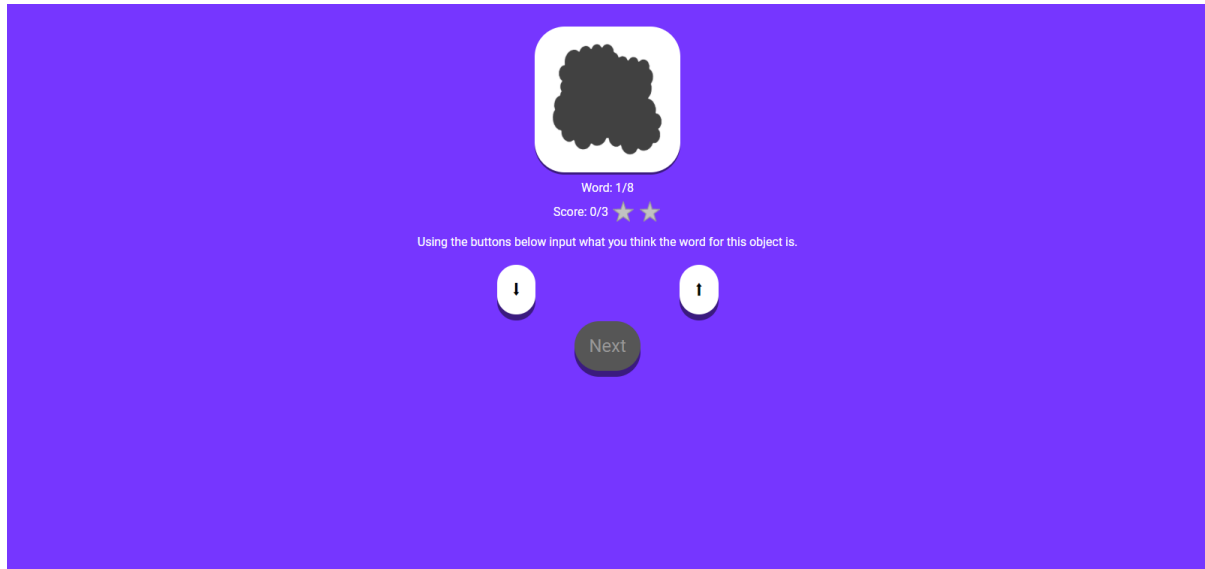 Word: 1/8
Score: 0/3
Using the buttons below input what you think the word for this object is.
Next